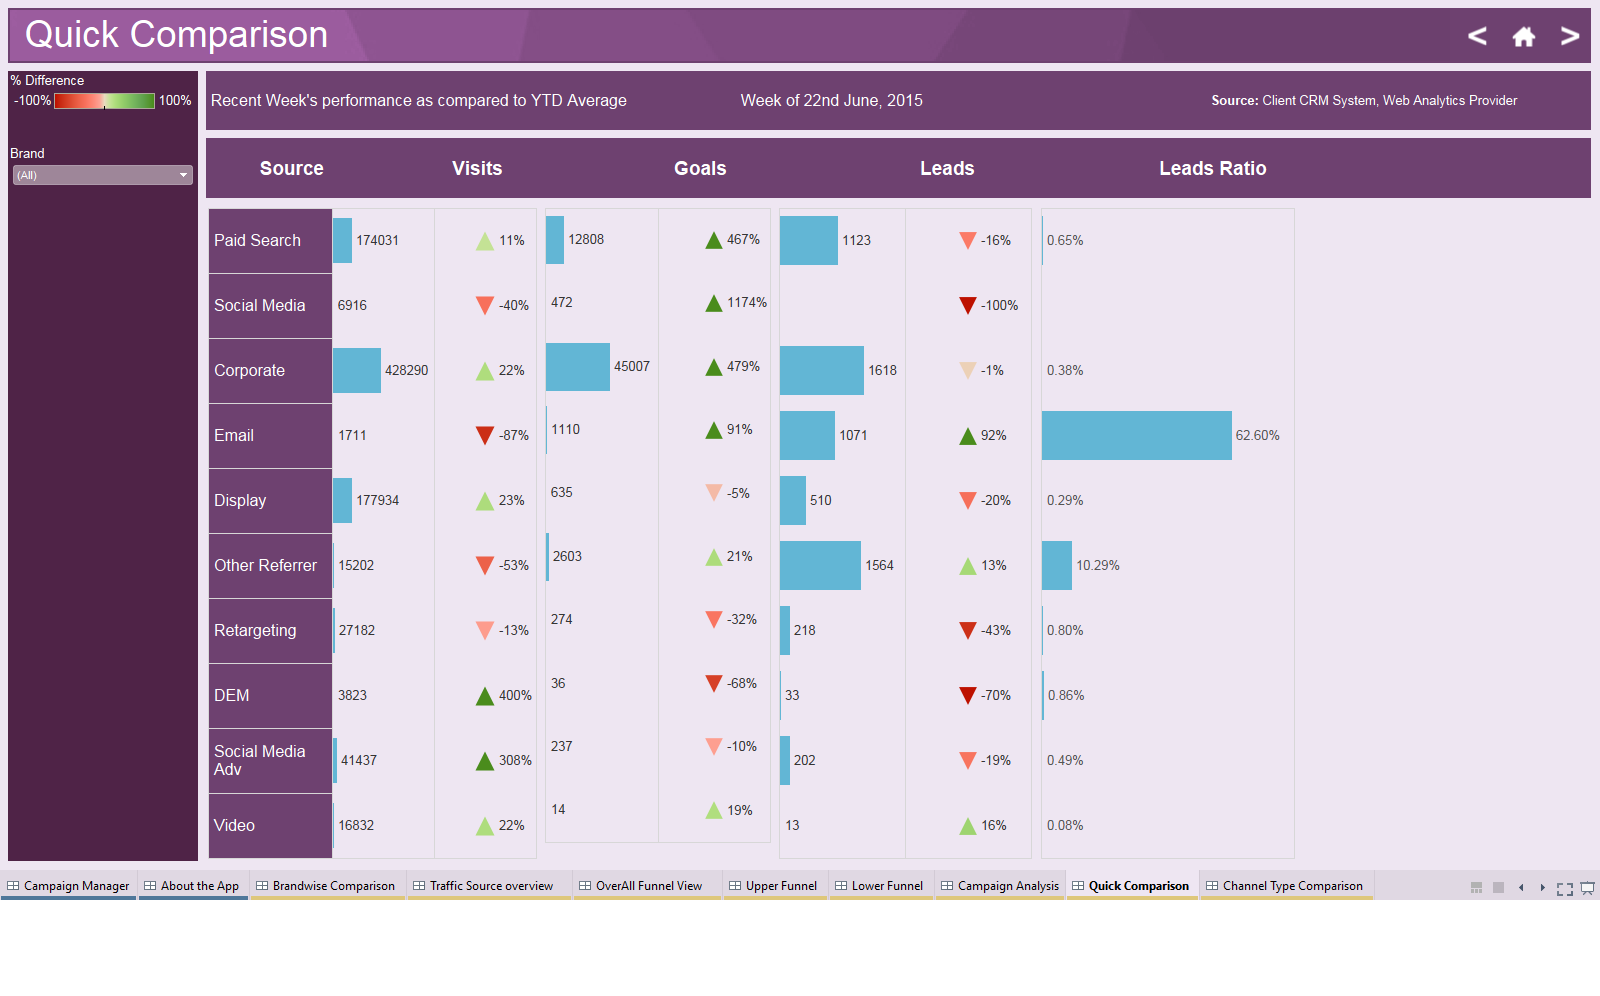 Quick Comparison
< >
% Difference
-100% 100%
Brand
(All)
Recent Week's performance as compared to YTD Average Week of 22nd June, 2015 Source: Client CRM System, Web Analytics Provider
Source Visits Goals Leads Leads Ratio
Paid Search 174031 11% 12808 467% 1123 -16% 0.65%
Social Media 6916 -40% 472 1174% -100%
Corporate 428290 22% 45007 479% 1618 -1% 0.38%
Email 1711 -87% 1110 91% 1071 92% 62.60%
Display 177934 23% 635 -5% 510 -20% 0.29%
Other Referrer 15202 -53% 2603 21% 1564 13% 10.29%
Retargeting 27182 -13% 274 -32% 218 -43% 0.80%
DEM 3823 400% 36 -68% 33 -70% 0.86%
Social Media
Adv 41437 308% 237 -10% 202 -19% 0.49%
Video 16832 22% 14 19% 13 16% 0.08%
Campaign Manager About the App Brandwise Comparison Traffic Source overview OverAll Funnel View Upper Funnel Lower Funnel Campaign Analysis Quick Comparison Channel Type Comparison